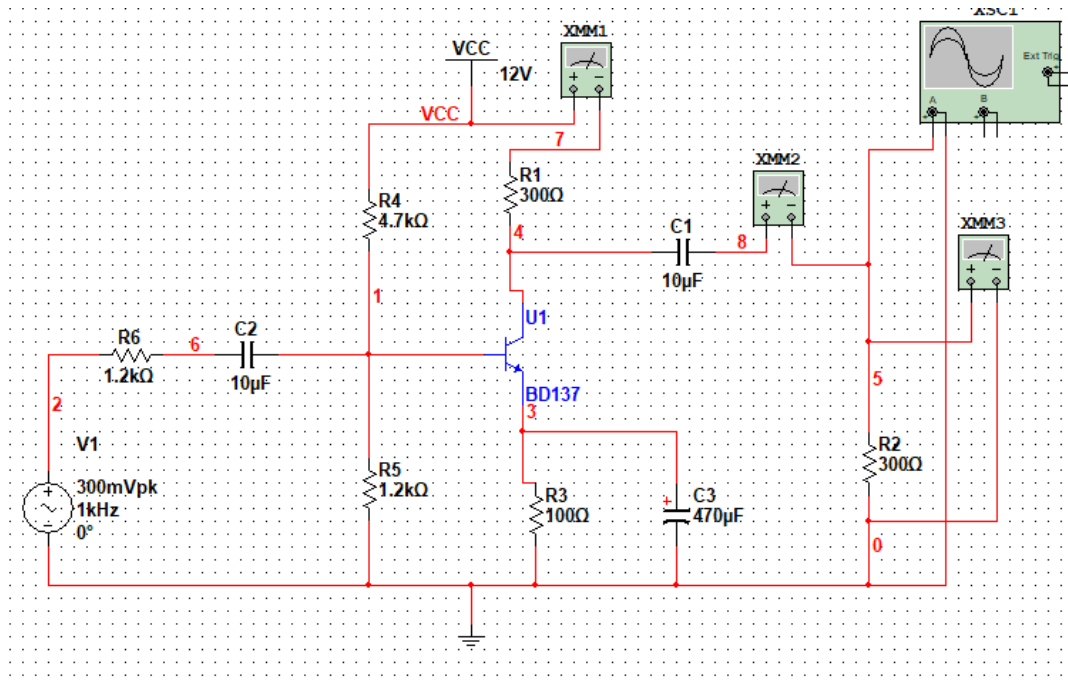 XSC1
XMM1
VCC
12V
Ext Trig
+
A
B
+
+
VCC
+
−
7
XMM2
R1
300Ω
R4
4.7kΩ
+
−
XMM3
4
C1
8
10µF
+
−
1
U1
R6
6
C2
1.2kΩ
10µF
5
BD137
2
3
V1
R2
300Ω
R5
1.2kΩ
+
300mVpk
1kHz
0°
−
R3
100Ω
+
C3
470µF
0